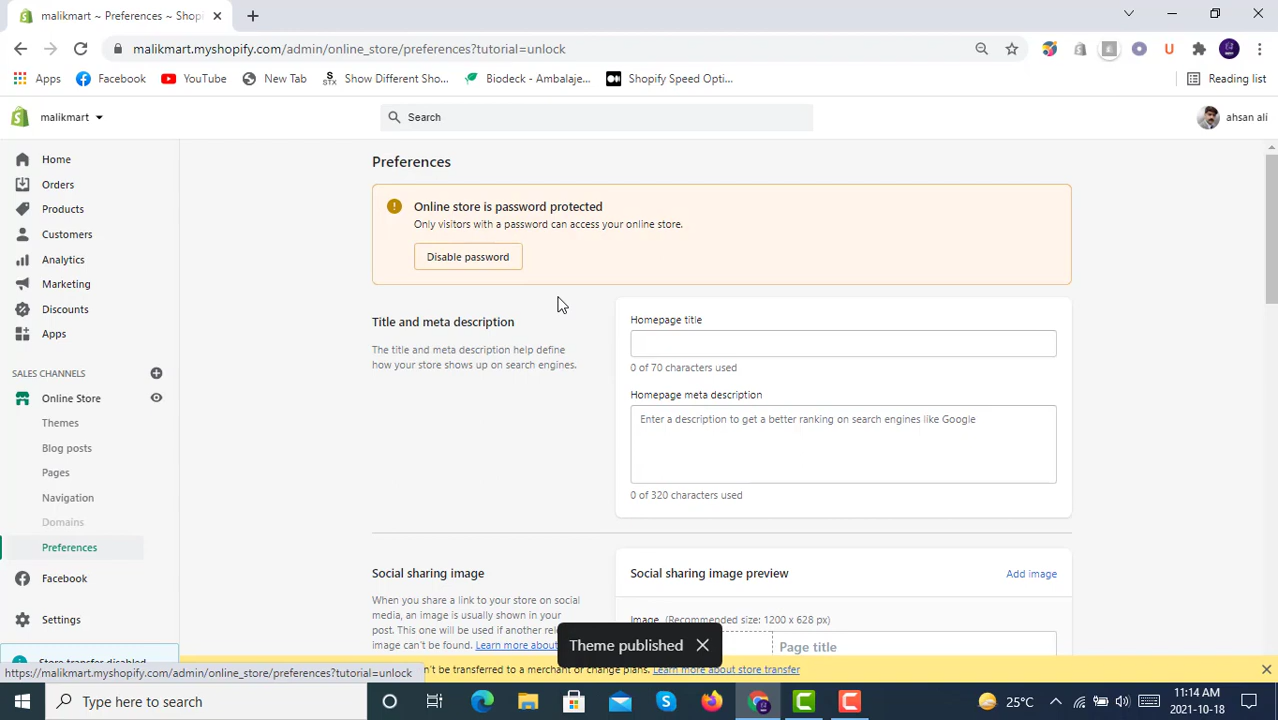 malikmart ~ Preferences ~ Shopi
malikmart.myshopify.com/admin/online_store/preferences?tutorial=unlock
Apps
Facebook
YouTube
New Tab
STX
Show Different Sho...
Biodeck - Ambalaje...
Shopify Speed Opti...
Reading list
malikmart
Search
ahsan ali
Home
Orders
Products
Customers
Analytics
Marketing
Discounts
Apps
SALES CHANNELS
Online Store
Themes
Blog posts
Pages
Navigation
Domains
Preferences
Facebook
Settings
Store transfer disabled
Preferences
Online store is password protected
Only visitors with a password can access your online store.
Disable password
Title and meta description
The title and meta description help define
how your store shows up on search engines.
Homepage title
0 of 70 characters used
Homepage meta description
Enter a description to get a better ranking on search engines like Google
0 of 320 characters used
Social sharing image
When you share a link to your store on social
media, an image is usually shown in your
post. This one will be used if another
image can't be found. Learn more about
Social sharing image preview
Add image
Image (Recommended size: 1200 x 628 px)
Page title
Theme published
https://malikmart.myshopify.com/admin/online_store/preferences?tutorial=unlock
be transferred to a merchant or change plans. Learn more about store transfer
Type here to search
25°C
11:14 AM
2021-10-18